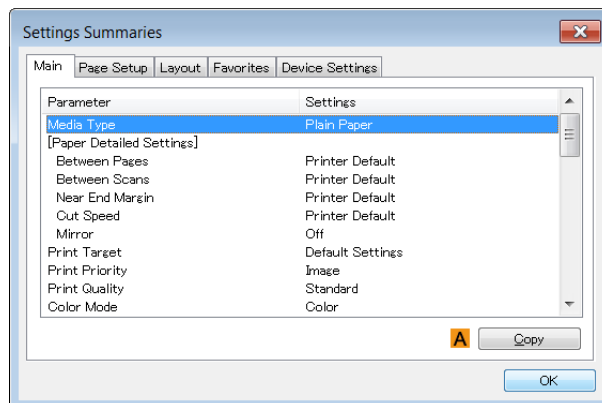 Settings Summaries
Main Page Setup Layout Favorites Device Settings
Parameter Settings
Media Type Plain Paper
[Paper Detailed Settings]
Between Pages Printer Default
Between Scans Printer Default
Near End Margin Printer Default
Cut Speed Printer Default
Mirror Off
Print Target Default Settings
Print Priority Image
Print Quality Standard
Color Mode Color
A Copy
OK